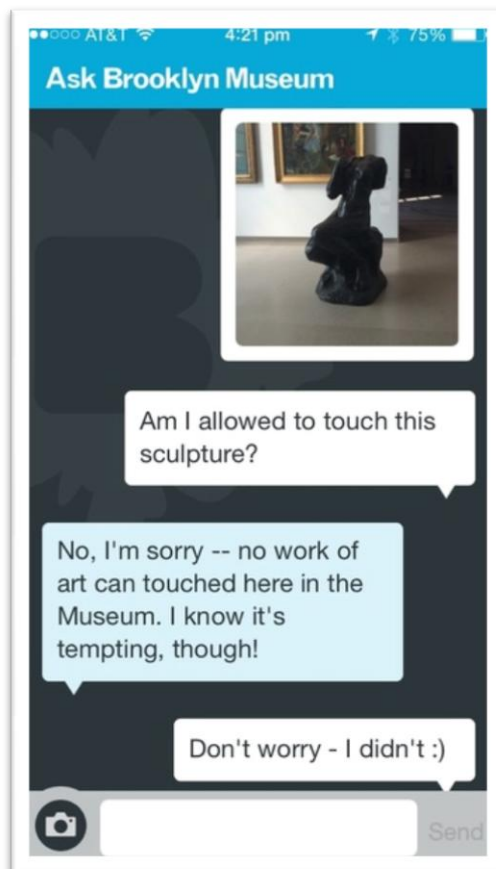 AT&T 4:21 pm 75%
Ask Brooklyn Museum
Am I allowed to touch this
sculpture?
No, I'm sorry -- no work of
art can touched here in the
Museum. I know it's
tempting, though!
Don't worry - I didn't :)
Send